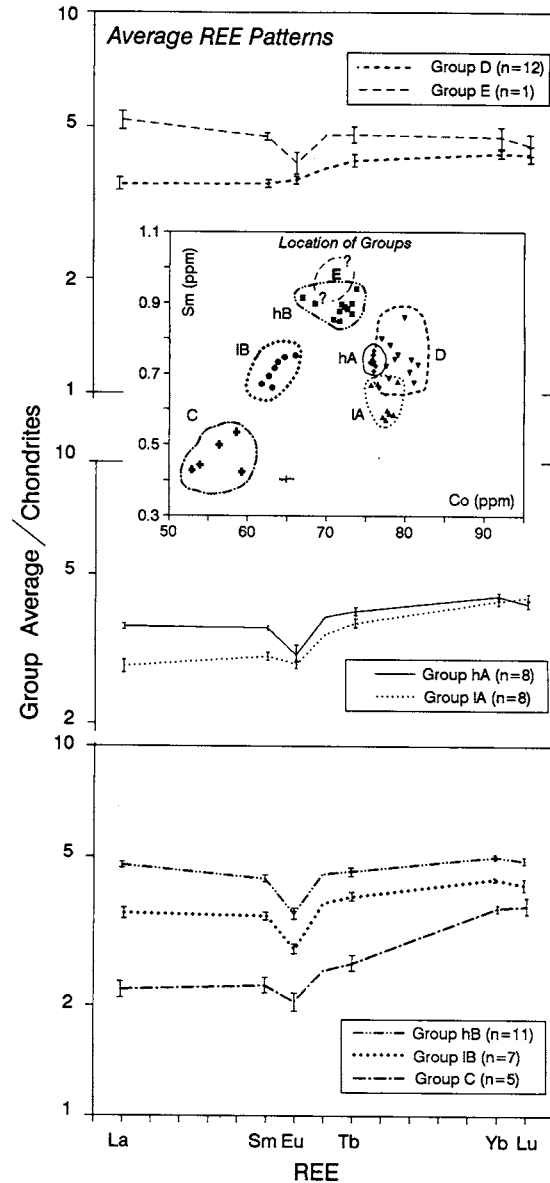 Average REE Patterns
Group D (n=12)
Group E (n=1)
10
5
2
1
Location of Groups
Sm (ppm)
1.1
0.9
0.7
0.5
0.3
E
?
?
hB
lB
hA
D
lA
C
50
60
70
80
90
Co (ppm)
10
5
2
Group hA (n=8)
Group lA (n=8)
Group Average / Chondrites
10
5
2
1
Group hB (n=11)
Group lB (n=7)
Group C (n=5)
La
Sm
Eu
Tb
Yb
Lu
REE